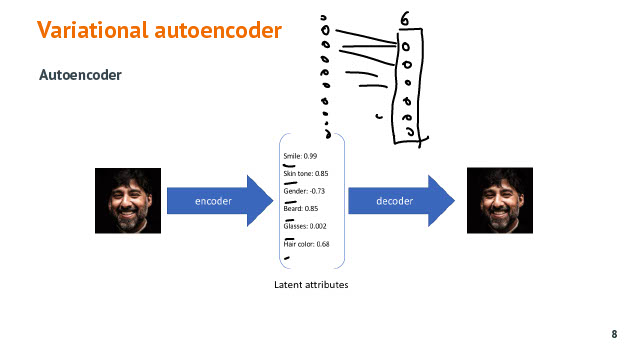 Variational autoencoder
6
Autoencoder
Smile: 0.99
Skin tone: 0.85
Gender: -0.73
Beard: 0.85
Glasses: 0.002
Hair color: 0.68
encoder
decoder
Latent attributes
8